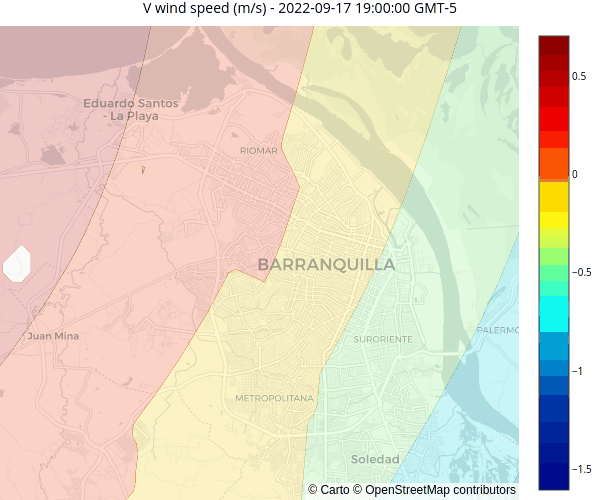 V wind speed (m/s) - 2022-09-17 19:00:00 GMT-5
0.5
Eduardo Santos
- La Playa
RIOMAR
0
BARRANQUILLA
−0.5
Juan Mina
SURORIENTE
PALERMO
−1
METROPOLITANA
Soledad
−1.5
© Carto © OpenStreetMap contributors